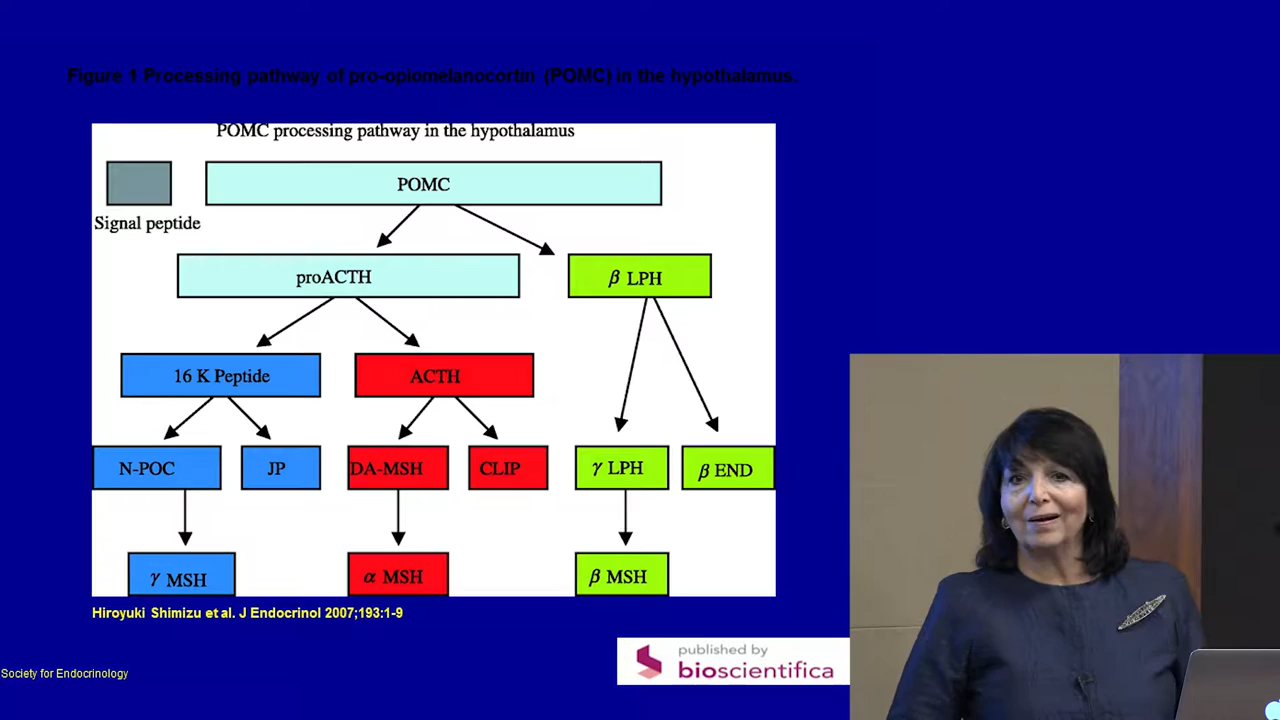 Figure 1 Processing pathway of pro-opiomelanocortin (POMC) in the hypothalamus.
POMC processing pathway in the hypothalamus
POMC
Signal peptide
proACTH
β LPH
16 K Peptide
ACTH
N-POC
JP
DA-MSH
CLIP
γ LPH
β END
γ MSH
α MSH
β MSH
Hiroyuki Shimizu et al. J Endocrinol 2007;193:1-9
published by
bioscientifica
Society for Endocrinology